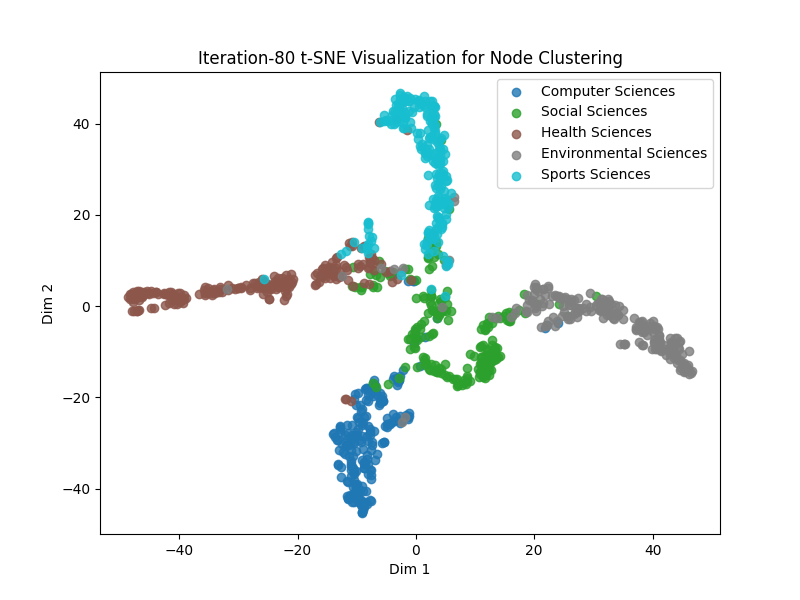 Iteration-80 t-SNE Visualization for Node Clustering
Computer Sciences
Social Sciences
Health Sciences
Environmental Sciences
Sports Sciences
40
20
0
−20
−40
Dim 2
−40
−20
0
20
40
Dim 1